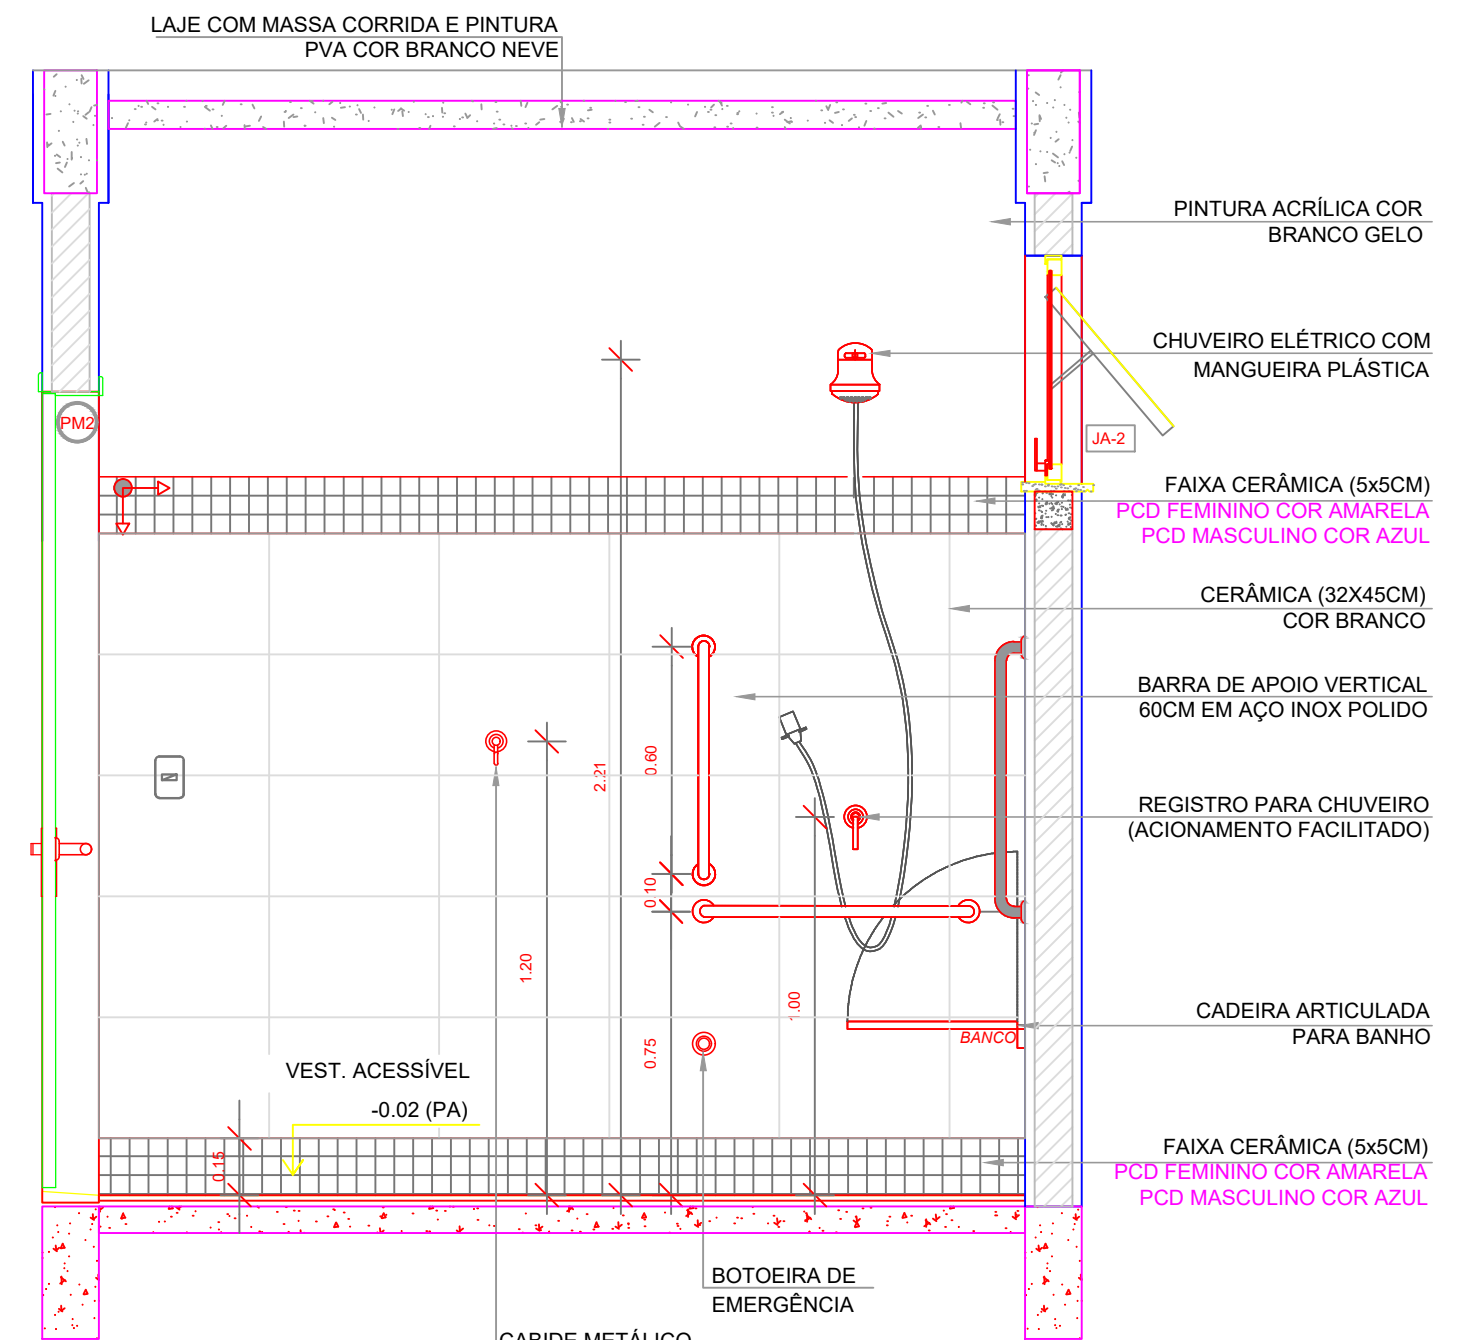 LAJE COM MASSA CORRIDA E PINTURA
PVA COR BRANCO NEVE
PINTURA ACRÍLICA COR
BRANCO GELO
CHUVEIRO ELÉTRICO COM
MANGUEIRA PLÁSTICA
PM2
JA-2
FAIXA CERÂMICA (5x5CM)
PCD FEMININO COR AMARELA
PCD MASCULINO COR AZUL
CERÂMICA (32X45CM)
COR BRANCO
BARRA DE APOIO VERTICAL
60CM EM AÇO INOX POLIDO
2.21
0.60
REGISTRO PARA CHUVEIRO
(ACIONAMENTO FACILITADO)
0.10
1.20
1.00
CADEIRA ARTICULADA
PARA BANHO
BANCO
0.75
VEST. ACESSÍVEL
-0.02 (PA)
0.15
FAIXA CERÂMICA (5x5CM)
PCD FEMININO COR AMARELA
PCD MASCULINO COR AZUL
BOTOEIRA DE
EMERGÊNCIA
CABIDE METÁLICO